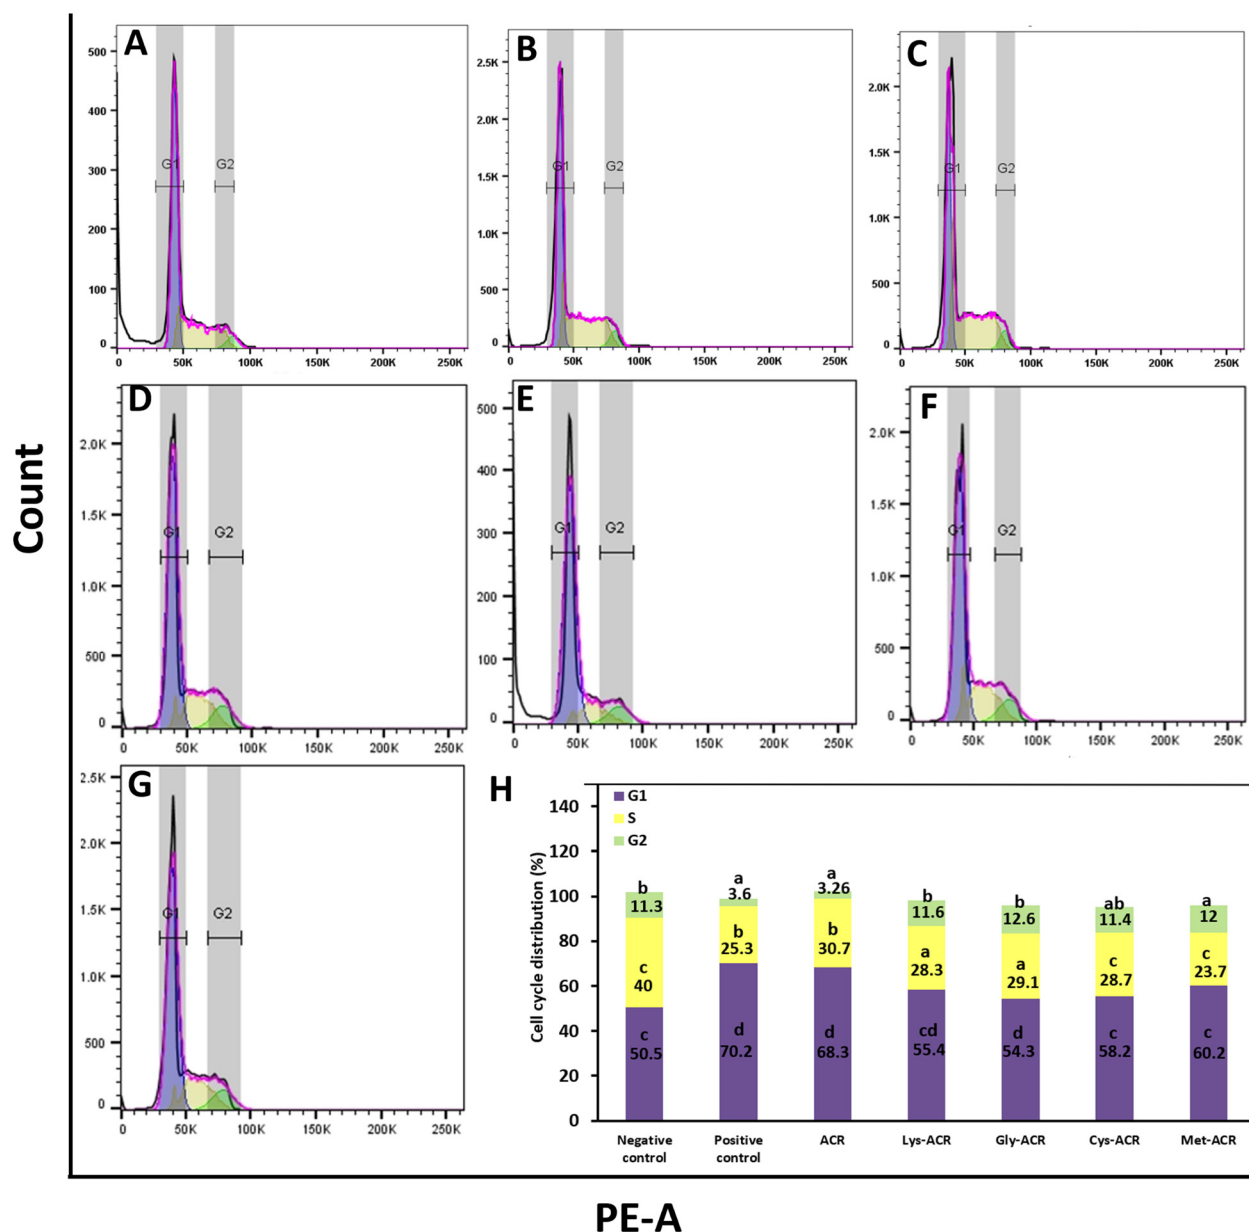 Count
A
500
400
300
200
100
0
G1
G2
0
50K
100K
150K
200K
250K
B
2.5K
2.0K
1.5K
1.0K
500
0
G1
G2
0
50K
100K
150K
200K
250K
C
2.0K
1.5K
1.0K
500
0
G1
G2
0
50K
100K
150K
200K
250K
D
2.0K
1.5K
1.0K
500
0
G1
G2
0
50K
100K
150K
200K
250K
E
500
400
300
200
100
0
G1
G2
0
50K
100K
150K
200K
250K
F
2.0K
1.5K
1.0K
500
0
G1
G2
0
50K
100K
150K
200K
250K
G
2.5K
2.0K
1.5K
1.0K
500
0
G1
G2
0
50K
100K
150K
200K
250K
H
G1
S
G2
Cell cycle distribution (%)
140
120
100
80
60
40
20
0
b
11.3
c
40
c
50.5
a
3.6
b
25.3
d
70.2
a
3.26
b
30.7
d
68.3
b
11.6
a
28.3
cd
55.4
b
12.6
a
29.1
d
54.3
ab
11.4
c
28.7
c
58.2
a
12
c
23.7
c
60.2
Negative
control
Positive
control
ACR
Lys-ACR
Gly-ACR
Cys-ACR
Met-ACR
PE-A